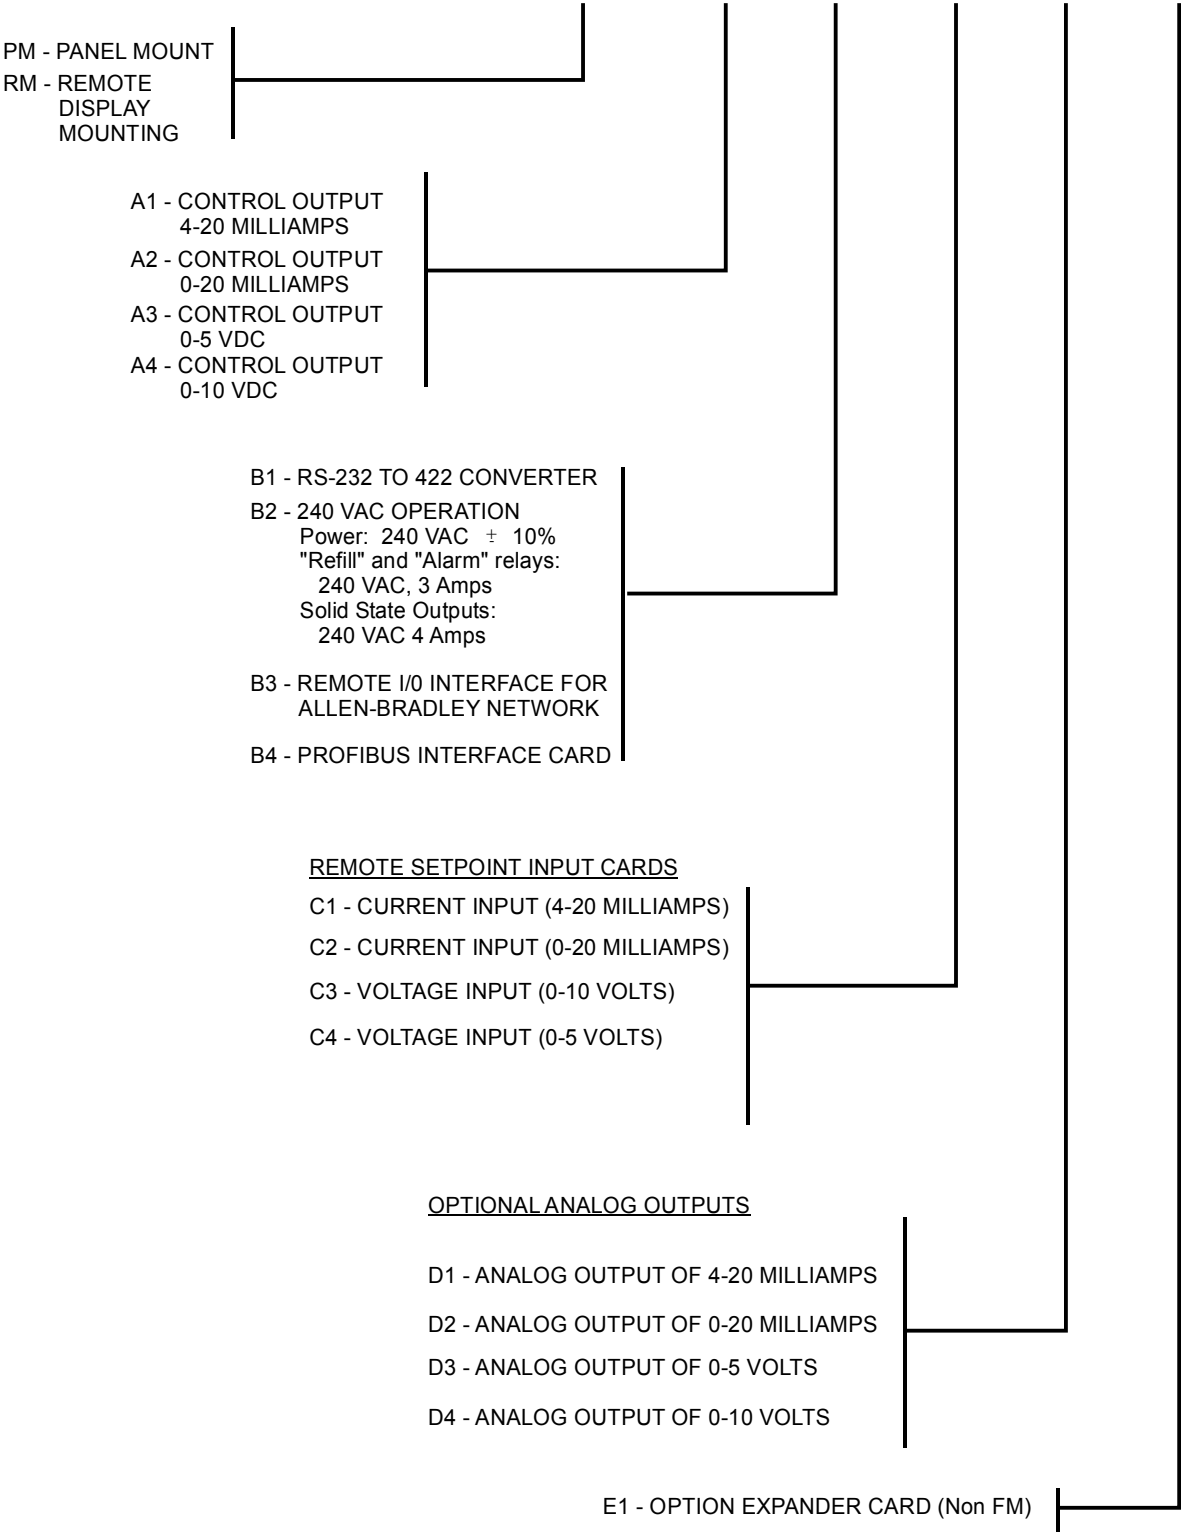 PM - PANEL MOUNT
RM - REMOTE
DISPLAY
MOUNTING
A1 - CONTROL OUTPUT
4-20 MILLIAMPS
A2 - CONTROL OUTPUT
0-20 MILLIAMPS
A3 - CONTROL OUTPUT
0-5 VDC
A4 - CONTROL OUTPUT
0-10 VDC
B1 - RS-232 TO 422 CONVERTER
B2 - 240 VAC OPERATION
Power: 240 VAC ± 10%
"Refill" and "Alarm" relays:
240 VAC, 3 Amps
Solid State Outputs:
240 VAC 4 Amps
B3 - REMOTE I/0 INTERFACE FOR
ALLEN-BRADLEY NETWORK
B4 - PROFIBUS INTERFACE CARD
REMOTE SETPOINT INPUT CARDS
C1 - CURRENT INPUT (4-20 MILLIAMPS)
C2 - CURRENT INPUT (0-20 MILLIAMPS)
C3 - VOLTAGE INPUT (0-10 VOLTS)
C4 - VOLTAGE INPUT (0-5 VOLTS)
OPTIONAL ANALOG OUTPUTS
D1 - ANALOG OUTPUT OF 4-20 MILLIAMPS
D2 - ANALOG OUTPUT OF 0-20 MILLIAMPS
D3 - ANALOG OUTPUT OF 0-5 VOLTS
D4 - ANALOG OUTPUT OF 0-10 VOLTS
E1 - OPTION EXPANDER CARD (Non FM)